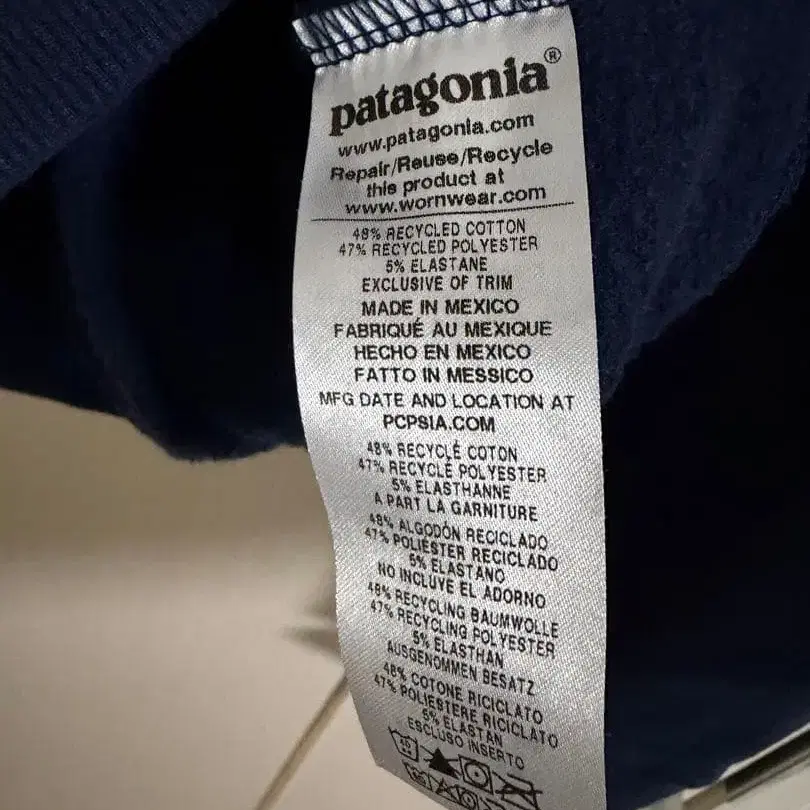 patagonia®
www.patagonia.com
Repair/Reuse/Recycle
this product at
www.wornwear.com
48% RECYCLED COTTON
47% RECYCLED POLYESTER
5% ELASTANE
EXCLUSIVE OF TRIM
MADE IN MEXICO
FABRIQUÉ AU MEXIQUE
HECHO EN MEXICO
FATTO IN MESSICO
MFG DATE AND LOCATION AT
PCPSIA.COM
48% RECYCLÉ COTON
47% RECYCLÉ POLYESTER
5% ELASTHANNE
A PART LA GARNITURE
48% ALGODÓN RECICLADO
47% POLIÉSTER RECICLADO
5% ELASTANO
NO INCLUYE EL ADORNO
48% RECYCLING BAUMWOLLE
47% RECYCLING POLYESTER
5% ELASTHAN
AUSGENOMMEN BESATZ
48% COTONE RICICLATO
47% POLIESTERE RICICLATO
5% ELASTAN
ESCLUSO INSERTO